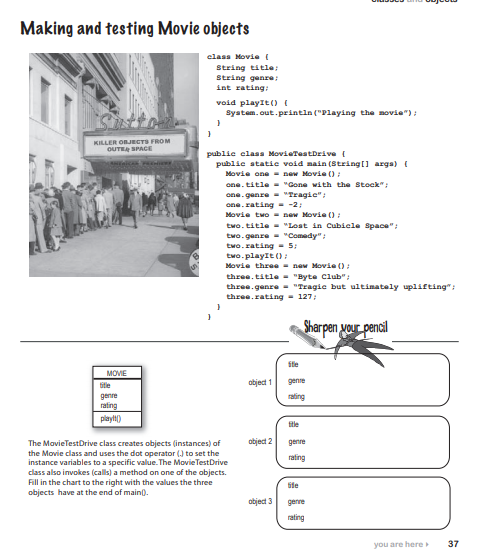 classes and objects
Making and testing Movie objects
Sutton
KILLER OBJECTS FROM
OUTER SPACE
class Movie {
String title;
String genre;
int rating;
void playIt() {
System.out.println("Playing the movie");
}
}
public class MovieTestDrive {
public static void main(String[] args) {
Movie one = new Movie();
one.title = "Gone with the Stock";
one.genre = "Tragic";
one.rating = -2;
Movie two = new Movie();
two.title = "Lost in Cubicle Space";
two.genre = "Comedy";
two.rating = 5;
two.playIt();
Movie three = new Movie();
three.title = "Byte Club";
three.genre = "Tragic but ultimately uplifting";
three.rating = 127;
}
}
Sharpen your pencil
MOVIE
title
genre
rating
playIt()
The MovieTestDrive class creates objects (instances) of
the Movie class and uses the dot operator (.) to set the
instance variables to a specific value.The MovieTestDrive
class also invokes (calls) a method on one of the objects.
Fill in the chart to the right with the values the three
objects have at the end of main().
object 1
title
genre
rating
object 2
title
genre
rating
object 3
title
genre
rating
you are here
37